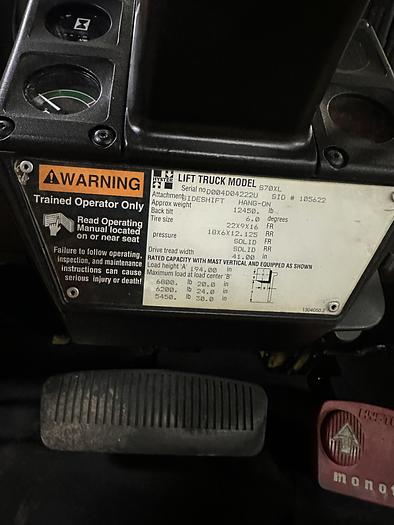 WARNING
Trained Operator Only
Read Operating
Manual located
on or near seat
Failure to follow operating,
inspection, and maintenance
instructions can cause
serious injury or death!
HYSTER
LIFT TRUCK MODEL S70XL
Serial no D004D04222U SID # 105622
Attachment SIDESHIFT HANG-ON
Approx weight 12450. lb
Back tilt 6.0 degrees
Tire size 22X9X16 FR
18X6X12.125 RR
pressure SOLID FR
SOLID RR
Drive tread width 41.00 in
RATED CAPACITY WITH MAST VERTICAL AND EQUIPPED AS SHOWN
Load height 'A' 194.00 in
Maximum load at load center 'B'
6800. lb 20.0 in
6200. lb 24.0 in
5450. lb 30.0 in
HYSTER
monot